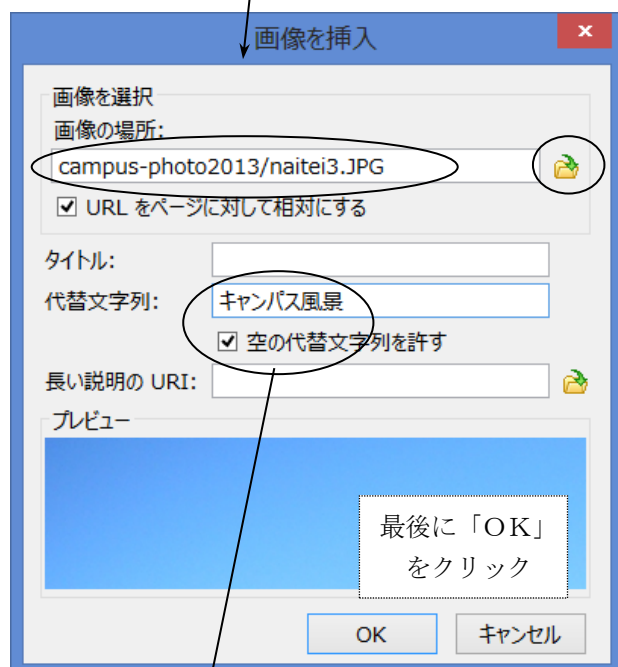 画像を挿入
画像を選択
画像の場所:
campus-photo2013/naitei3.JPG
URL をページに対して相対にする
タイトル:
代替文字列: キャンパス風景
空の代替文字列を許す
長い説明の URI:
プレビュー
最後に「ＯＫ」
をクリック
OK キャンセル